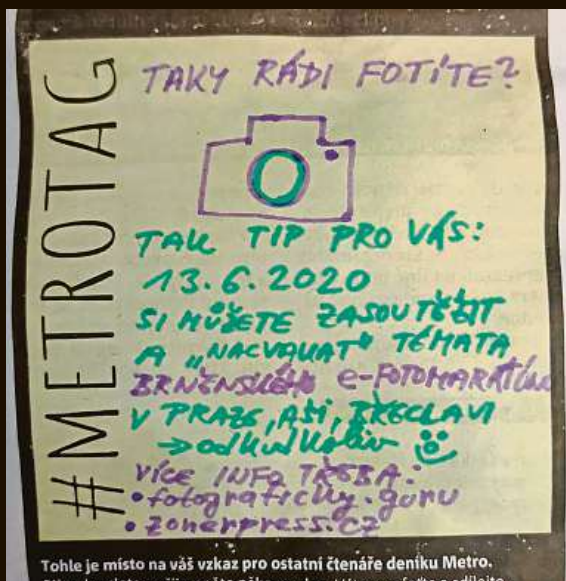 #METROTAG
TAKY RÁDI FOTÍTE?
TAK TIP PRO VÁS:
13.6.2020
SI MŮŽETE ZASOUTĚŽIT
A „NACVAKAT“ TÉMATA
BRNĚNSKÉHO e-FOTOMARATÓNU
V PRAZE, AŠI, BŘECLAVI
→ odkudkoliv
VÍCE INFO TŘEBA:
• fotograficky.guru
• zonerpress.cz
Tohle je místo na váš vzkaz pro ostatní čtenáře deníku Metro.